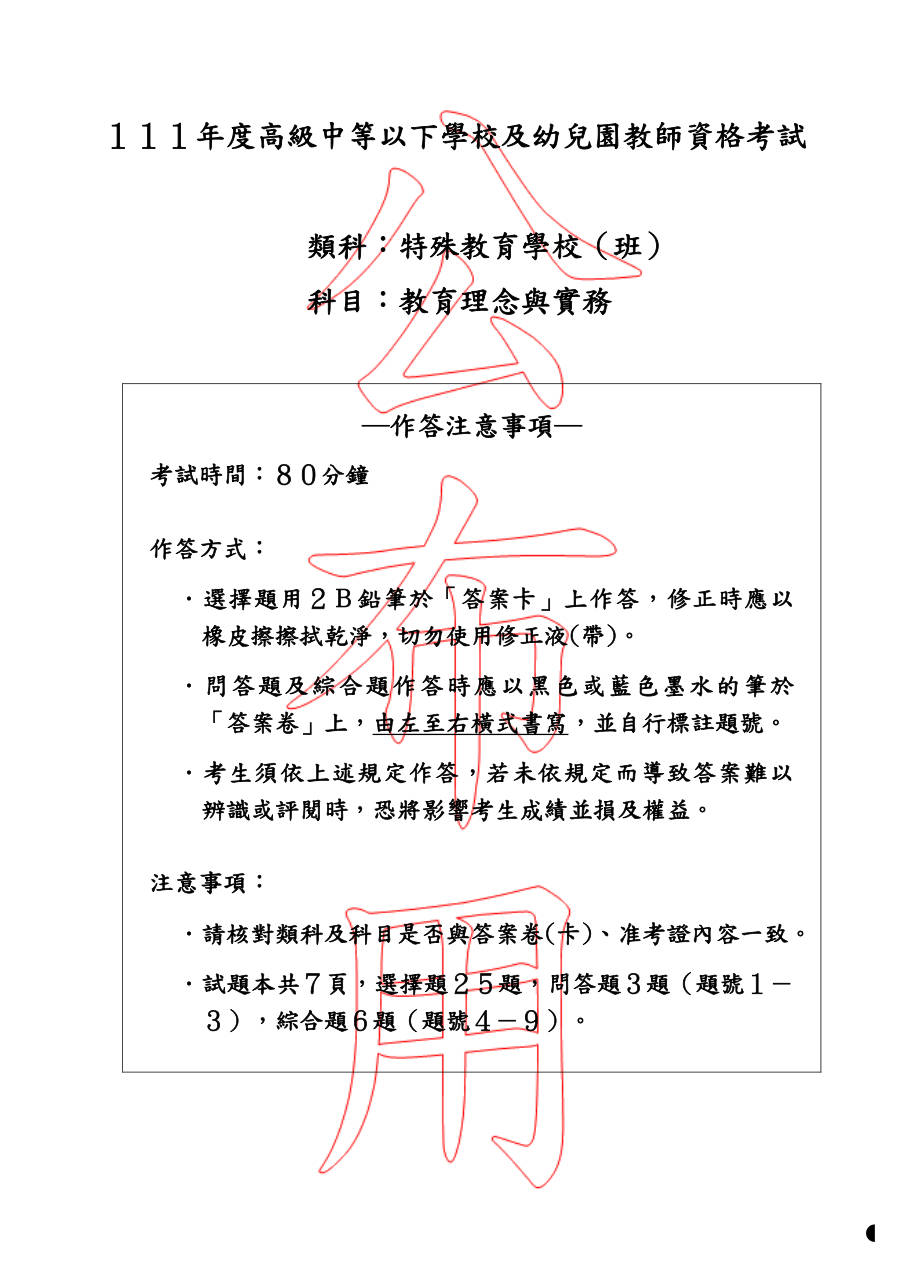 １１１年度高級中等以下學校及幼兒園教師資格考試
類科：特殊教育學校（班）
科目：教育理念與實務
—作答注意事項—
考試時間：８０分鐘
作答方式：
．選擇題用２Ｂ鉛筆於「答案卡」上作答，修正時應以
橡皮擦擦拭乾淨，切勿使用修正液(帶)。
．問答題及綜合題作答時應以黑色或藍色墨水的筆於
「答案卷」上，由左至右橫式書寫，並自行標註題號。
．考生須依上述規定作答，若未依規定而導致答案難以
辨識或評閱時，恐將影響考生成績並損及權益。
注意事項：
．請核對類科及科目是否與答案卷(卡)、准考證內容一致。
．試題本共７頁，選擇題２５題，問答題３題（題號１－
３），綜合題６題（題號４－９）。
公布用